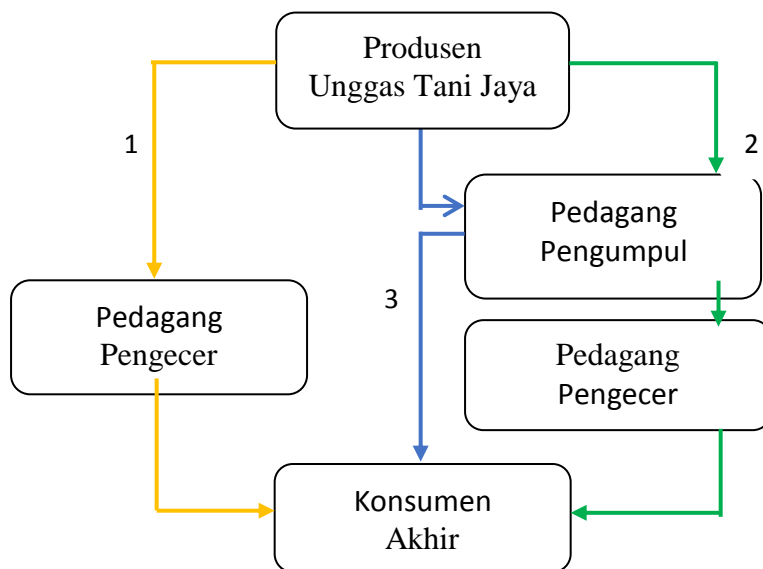 Produsen
Unggas Tani Jaya
1
2
Pedagang
Pengumpul
3
Pedagang
Pengecer
Pedagang
Pengecer
Konsumen
Akhir